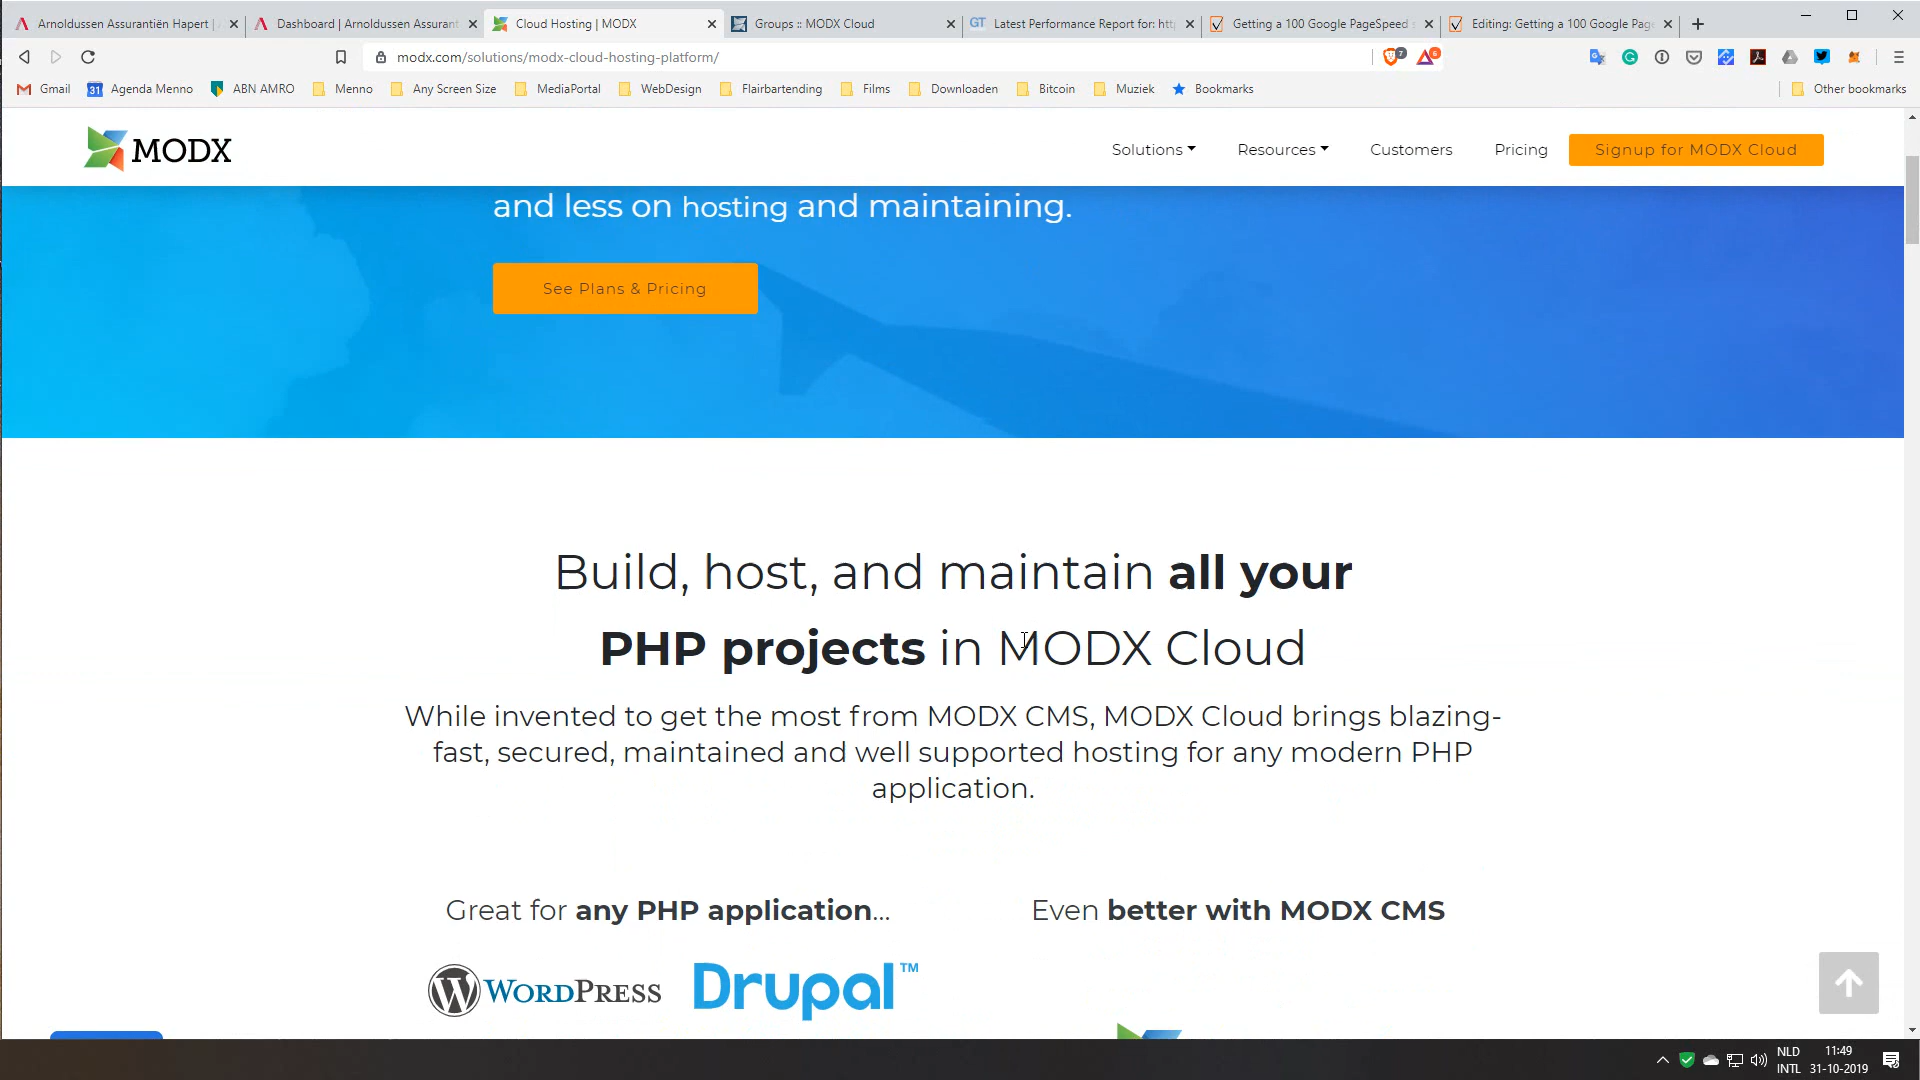 Arnoldussen Assurantiën Hapert |
Dashboard | Arnoldussen Assurant
Cloud Hosting | MODX
Groups :: MODX Cloud
GT Latest Performance Report for: htt
Getting a 100 Google PageSpeed s
Editing: Getting a 100 Google Page
modx.com/solutions/modx-cloud-hosting-platform/
7
6
Gmail
31 Agenda Menno
ABN AMRO
Menno
Any Screen Size
MediaPortal
WebDesign
Flairbartending
Films
Downloaden
Bitcoin
Muziek
Bookmarks
Other bookmarks
MODX
Solutions
Resources
Customers
Pricing
Signup for MODX Cloud
and less on hosting and maintaining.
See Plans & Pricing
Build, host, and maintain all your
PHP projects in MODX Cloud
While invented to get the most from MODX CMS, MODX Cloud brings blazing-
fast, secured, maintained and well supported hosting for any modern PHP
application.
Great for any PHP application...
Even better with MODX CMS
WORDPRESS
Drupal™
NLD
INTL
11:49
31-10-2019